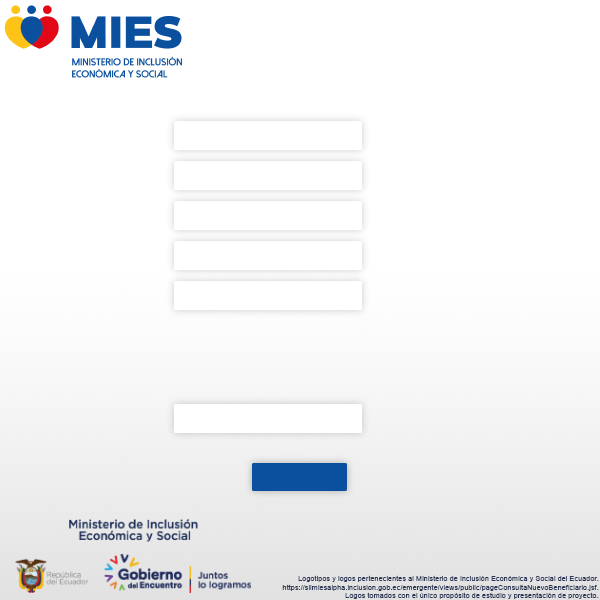 MIES
MINISTERIO DE INCLUSIÓN
ECONÓMICA Y SOCIAL
Ministerio de Inclusión
Económica y Social
República
del Ecuador
Gobierno
del Encuentro
Juntos
lo logramos
Logotipos y logos pertenecientes al Ministerio de Inclusión Económica y Social del Ecuador.
https://siimiesalpha.inclusion.gob.ec/emergente/views/public/pageConsultaNuevoBeneficiario.jsf.
Logos tomados con el único propósito de estudio y presentación de proyecto.